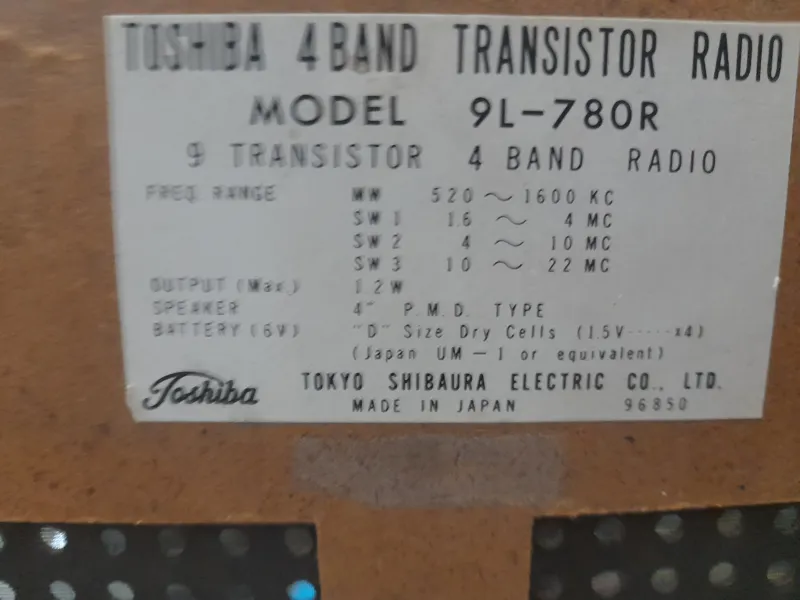 TOSHIBA 4 BAND TRANSISTOR RADIO
MODEL 9L-780R
9 TRANSISTOR 4 BAND RADIO
FREQ. RANGE MW 520 ~ 1600 KC
SW 1 1.6 ~ 4 MC
SW 2 4 ~ 10 MC
SW 3 10 ~ 22 MC
OUTPUT (Max.) 1.2W
SPEAKER 4" P.M.D. TYPE
BATTERY (6V) "D" Size Dry Cells (1.5V·····x4)
(Japan UM - 1 or equivalent)
Toshiba TOKYO SHIBAURA ELECTRIC CO., LTD.
MADE IN JAPAN 96850